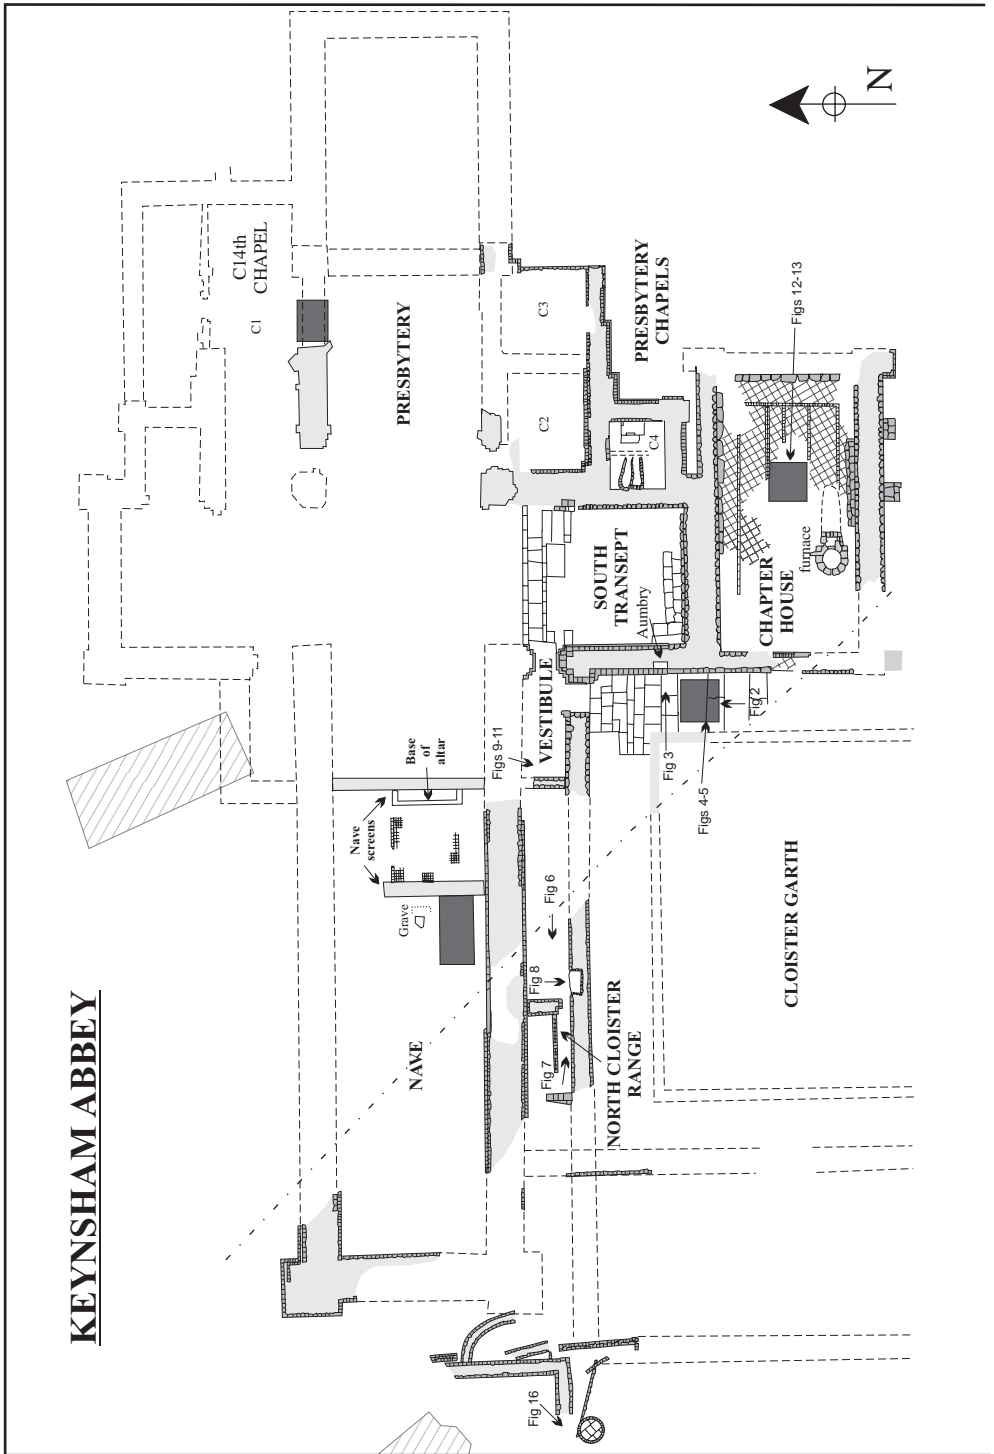 KEYNSHAM ABBEY
N
C14th
CHAPEL
C1
PRESBYTERY
C3
PRESBYTERY
CHAPELS
C2
C4
Figs 12-13
furnace
SOUTH
TRANSEPT
Aumbry
CHAPTER
HOUSE
VESTIBULE
Figs 9-11
Base
of
altar
Nave
screens
Grave
Fig 2
Fig 3
Figs 4-5
Fig 6
Fig 8
Fig 7
NAVE
NORTH CLOISTER
RANGE
CLOISTER GARTH
Fig 16